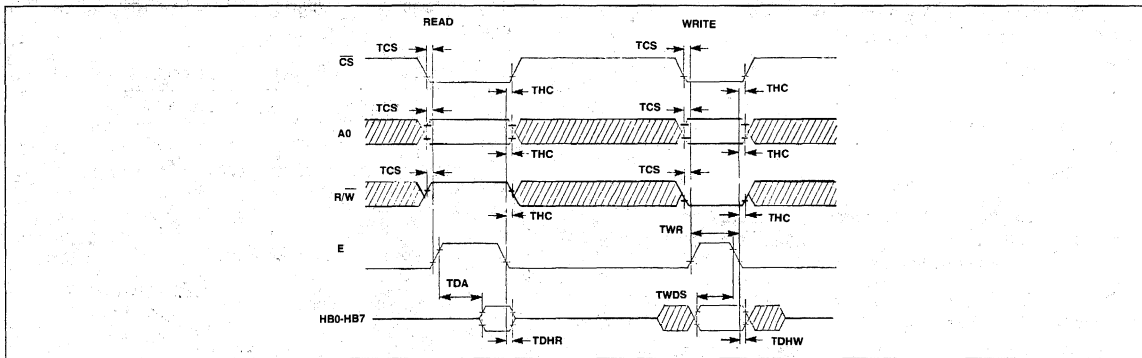 READ WRITE
TCS TCS
C̅S̅
THC THC
TCS TCS
A0
THC THC
TCS TCS
R/W̅
THC THC
TWR
E
TDA TWDS
HB0-HB7
TDHR TDHW